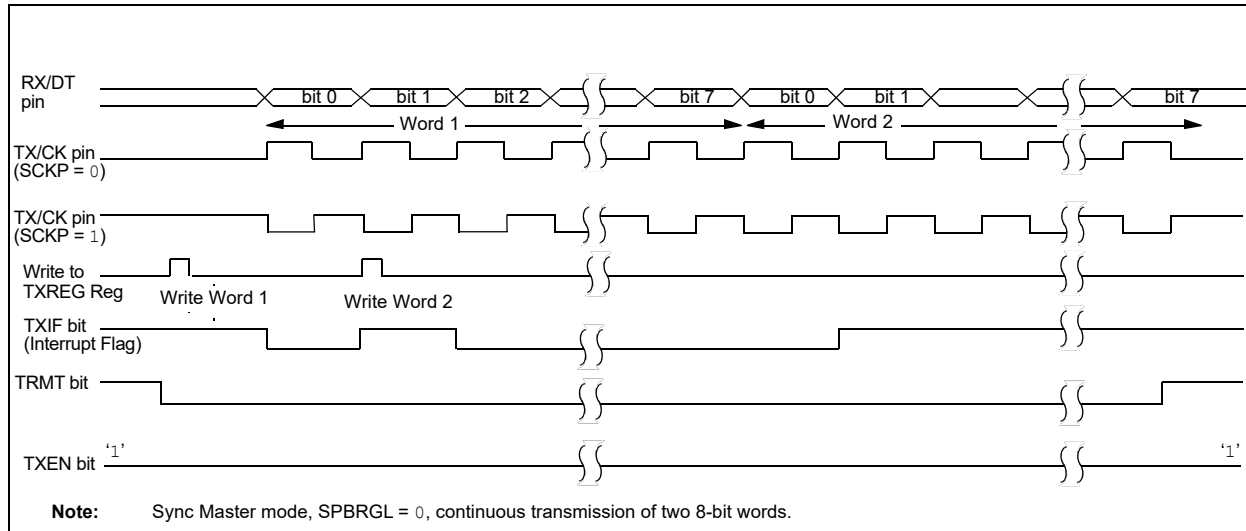 RX/DT
pin
bit 0 bit 1 bit 2 bit 7 bit 0 bit 1 bit 7
Word 1 Word 2
TX/CK pin
(SCKP = 0)
TX/CK pin
(SCKP = 1)
Write to
TXREG Reg
Write Word 1 Write Word 2
TXIF bit
(Interrupt Flag)
TRMT bit
TXEN bit ‘1’ ‘1’
Note: Sync Master mode, SPBRGL = 0, continuous transmission of two 8-bit words.